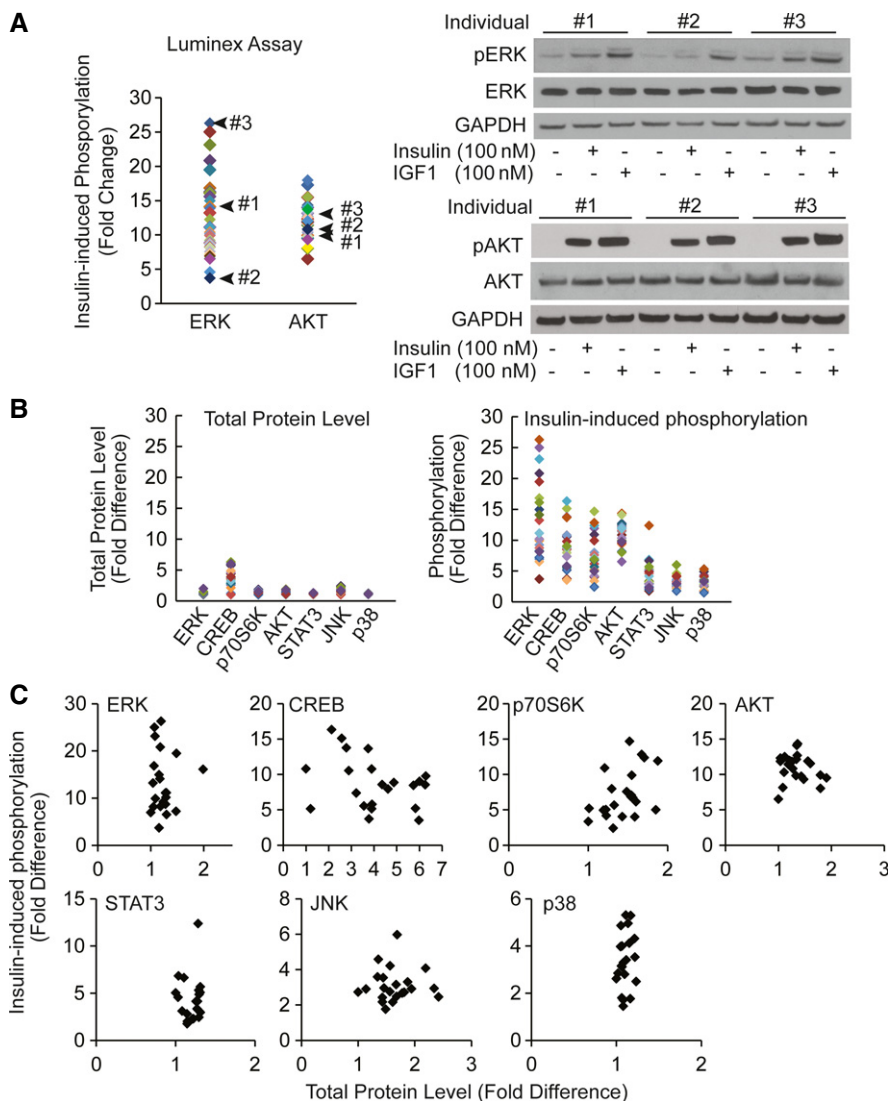 A
Luminex Assay
Insulin-induced Phosporylation
(Fold Change)
30
25
20
15
10
5
0
#3
#1
#2
#3
#2
#1
ERK AKT
Individual #1 #2 #3
pERK
ERK
GAPDH
Insulin (100 nM) - + - - + - - + -
IGF1 (100 nM) - - + - - + - - +
Individual #1 #2 #3
pAKT
AKT
GAPDH
Insulin (100 nM) - + - - + - - + -
IGF1 (100 nM) - - + - - + - - +
B
Total Protein Level
Total Protein Level
(Fold Difference)
30
25
20
15
10
5
0
ERK CREB p70S6K AKT STAT3 JNK p38
Insulin-induced phosphorylation
Phosphorylation
(Fold Difference)
30
25
20
15
10
5
0
ERK CREB p70S6K AKT STAT3 JNK p38
C
Insulin-induced phosphorylation
(Fold Difference)
ERK
30
20
10
0
0 1 2
CREB
20
15
10
5
0
0 1 2 3 4 5 6 7
p70S6K
20
15
10
5
0
0 1 2
AKT
20
15
10
5
0
0 1 2 3
STAT3
15
10
5
0
0 1 2
JNK
8
6
4
2
0
0 1 2 3
p38
6
4
2
0
0 1 2
Total Protein Level (Fold Difference)